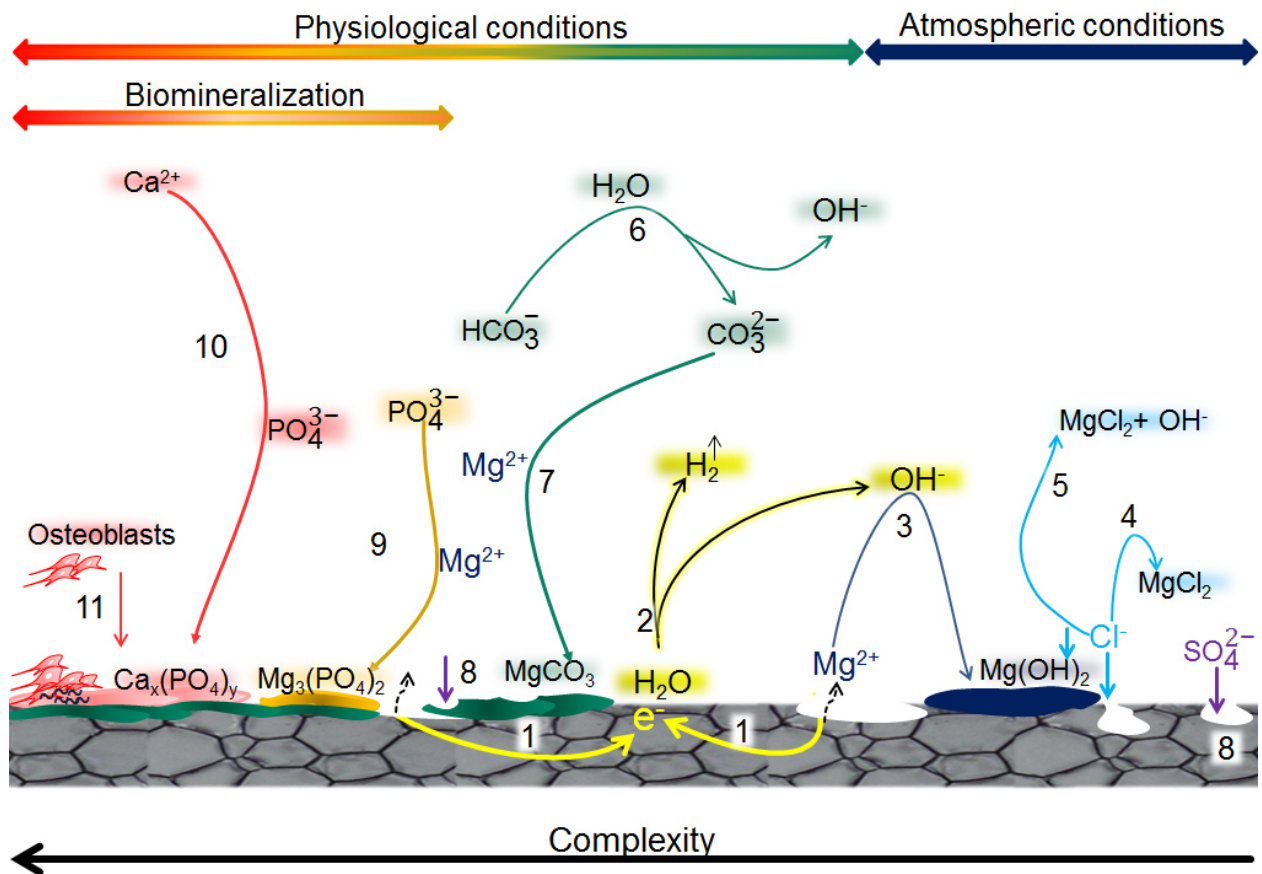 Physiological conditions
Atmospheric conditions
Biomineralization
Ca²⁺
H₂O
OH⁻
6
HCO₃⁻
CO₃²⁻
10
PO₄³⁻
PO₄³⁻
MgCl₂+ OH⁻
Mg²⁺
7
H₂↑
OH⁻
5
3
4
Osteoblasts
9
Mg²⁺
MgCl₂
11
2
Cl⁻
SO₄²⁻
Caₓ(PO₄)ᵧ
Mg₃(PO₄)₂
8
MgCO₃
H₂O
Mg²⁺
Mg(OH)₂
e⁻
1
1
8
Complexity